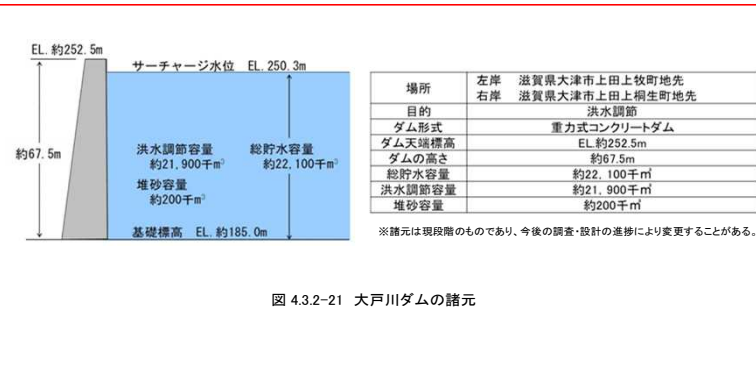 EL.約252.5m
サーチャージ水位 EL.250.3m
約67.5m
洪水調節容量
約21,900千m³
総貯水容量
約22,100千m³
堆砂容量
約200千m³
基礎標高 EL.約185.0m
場所 左岸 滋賀県大津市上田上牧町地先
右岸 滋賀県大津市上田上桐生町地先
目的 洪水調節
ダム形式 重力式コンクリートダム
ダム天端標高 EL.約252.5m
ダムの高さ 約67.5m
総貯水容量 約22,100千㎥
洪水調節容量 約21,900千㎥
堆砂容量 約200千㎥
※諸元は現段階のものであり、今後の調査・設計の進捗により変更することがある。
図 4.3.2-21 大戸川ダムの諸元